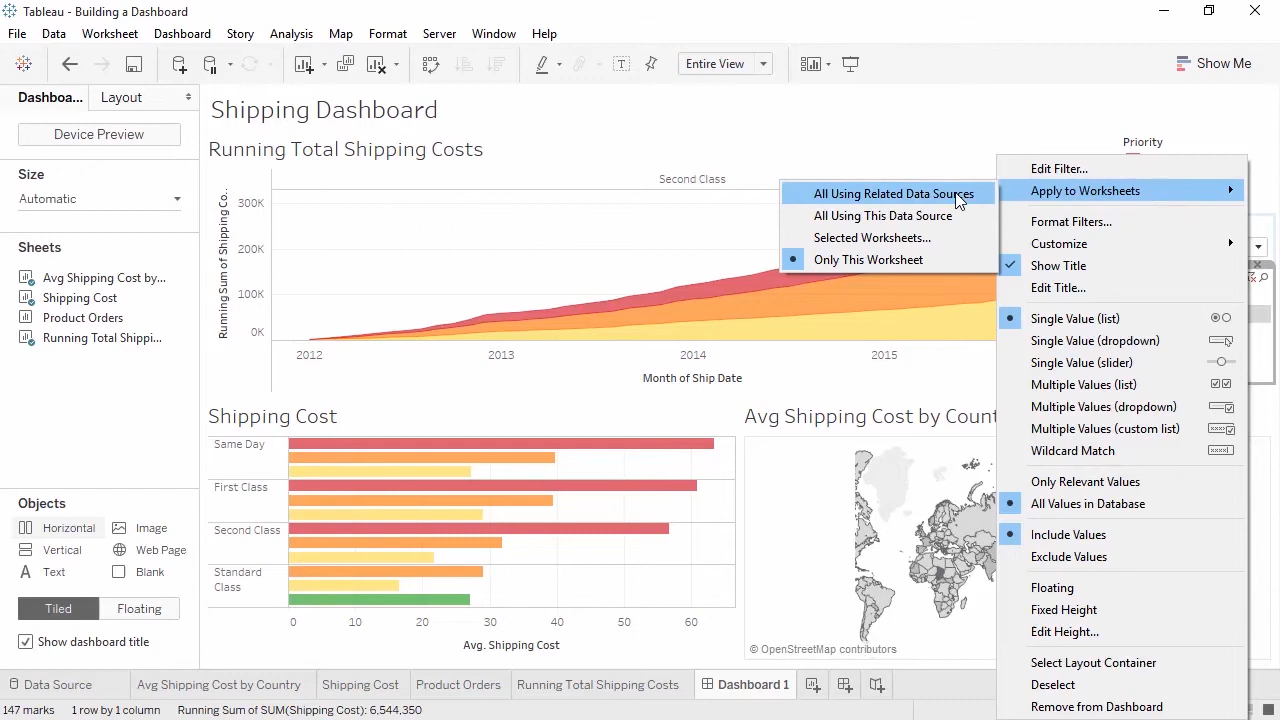 Tableau - Building a Dashboard
File Data Worksheet Dashboard Story Analysis Map Format Server Window Help
Entire View
Show Me
Dashboa... Layout
Device Preview
Size
Automatic
Sheets
Avg Shipping Cost by...
Shipping Cost
Product Orders
Running Total Shippi...
Objects
Horizontal Image
Vertical Web Page
Text Blank
Tiled Floating
Show dashboard title
Shipping Dashboard
Running Total Shipping Costs
Priority
Second Class
Running Sum of Shipping Co..
300K
200K
100K
0K
2012 2013 2014 2015
Month of Ship Date
All Using Related Data Sources
All Using This Data Source
Selected Worksheets...
Only This Worksheet
Edit Filter...
Apply to Worksheets
Format Filters...
Customize
Show Title
Edit Title...
Single Value (list)
Single Value (dropdown)
Single Value (slider)
Multiple Values (list)
Multiple Values (dropdown)
Multiple Values (custom list)
Wildcard Match
Only Relevant Values
All Values in Database
Include Values
Exclude Values
Floating
Fixed Height
Edit Height...
Select Layout Container
Deselect
Remove from Dashboard
Shipping Cost
Same Day
First Class
Second Class
Standard
Class
0 10 20 30 40 50 60
Avg. Shipping Cost
Avg Shipping Cost by Count
© OpenStreetMap contributors
Data Source Avg Shipping Cost by Country Shipping Cost Product Orders Running Total Shipping Costs Dashboard 1
147 marks 1 row by 1 column Running Sum of SUM(Shipping Cost): 6,544,350